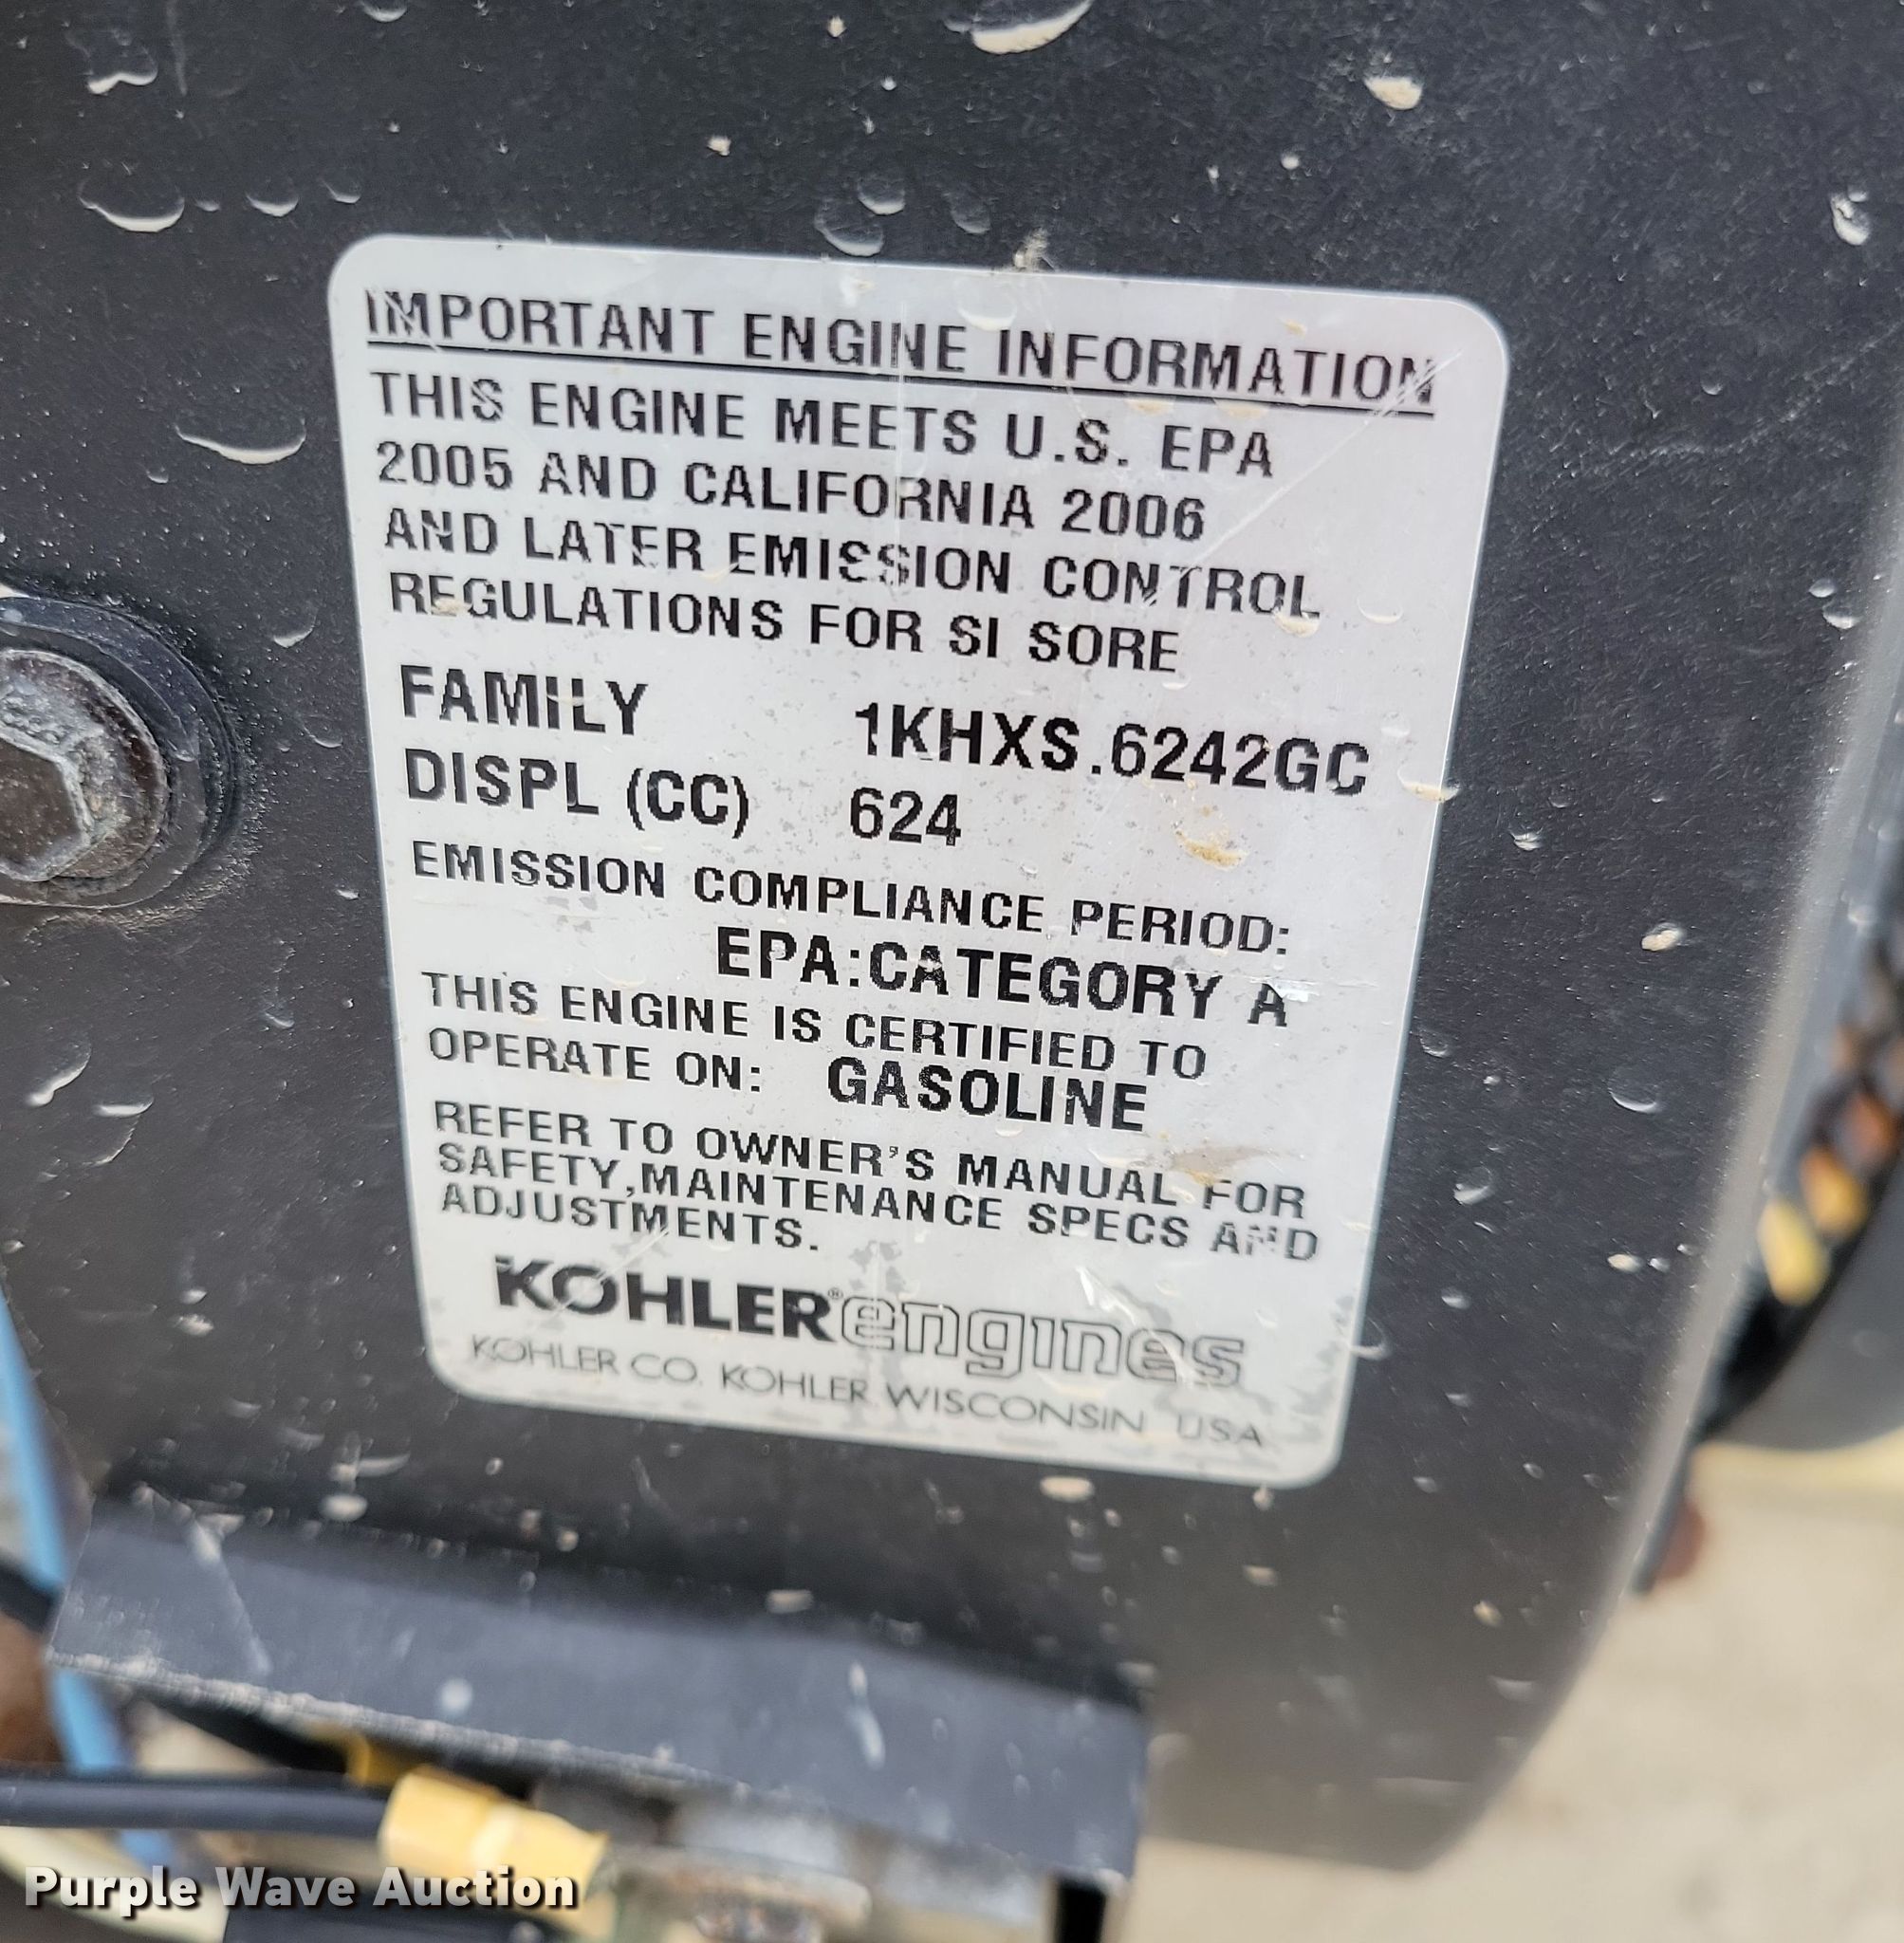 IMPORTANT ENGINE INFORMATION
THIS ENGINE MEETS U.S. EPA
2005 AND CALIFORNIA 2006
AND LATER EMISSION CONTROL
REGULATIONS FOR SI SORE
FAMILY 1KHXS.6242GC
DISPL (CC) 624
EMISSION COMPLIANCE PERIOD:
EPA:CATEGORY A
THIS ENGINE IS CERTIFIED TO
OPERATE ON: GASOLINE
REFER TO OWNER'S MANUAL FOR
SAFETY,MAINTENANCE SPECS AND
ADJUSTMENTS.
KOHLER®engines
KOHLER CO. KOHLER WISCONSIN USA
Purple Wave Auction